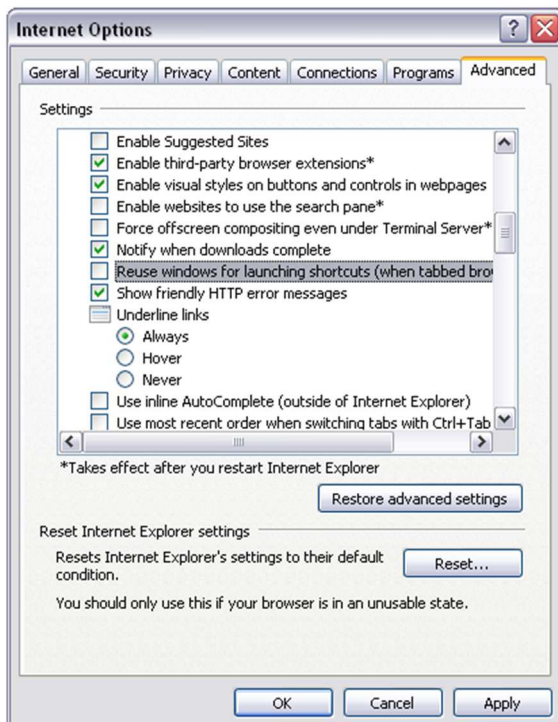 Internet Options
General Security Privacy Content Connections Programs Advanced
Settings
Enable Suggested Sites
Enable third-party browser extensions*
Enable visual styles on buttons and controls in webpages
Enable websites to use the search pane*
Force offscreen compositing even under Terminal Server*
Notify when downloads complete
Reuse windows for launching shortcuts (when tabbed bro
Show friendly HTTP error messages
Underline links
Always
Hover
Never
Use inline AutoComplete (outside of Internet Explorer)
Use most recent order when switching tabs with Ctrl+Tab
*Takes effect after you restart Internet Explorer
Restore advanced settings
Reset Internet Explorer settings
Resets Internet Explorer's settings to their default
condition.
Reset...
You should only use this if your browser is in an unusable state.
OK Cancel Apply